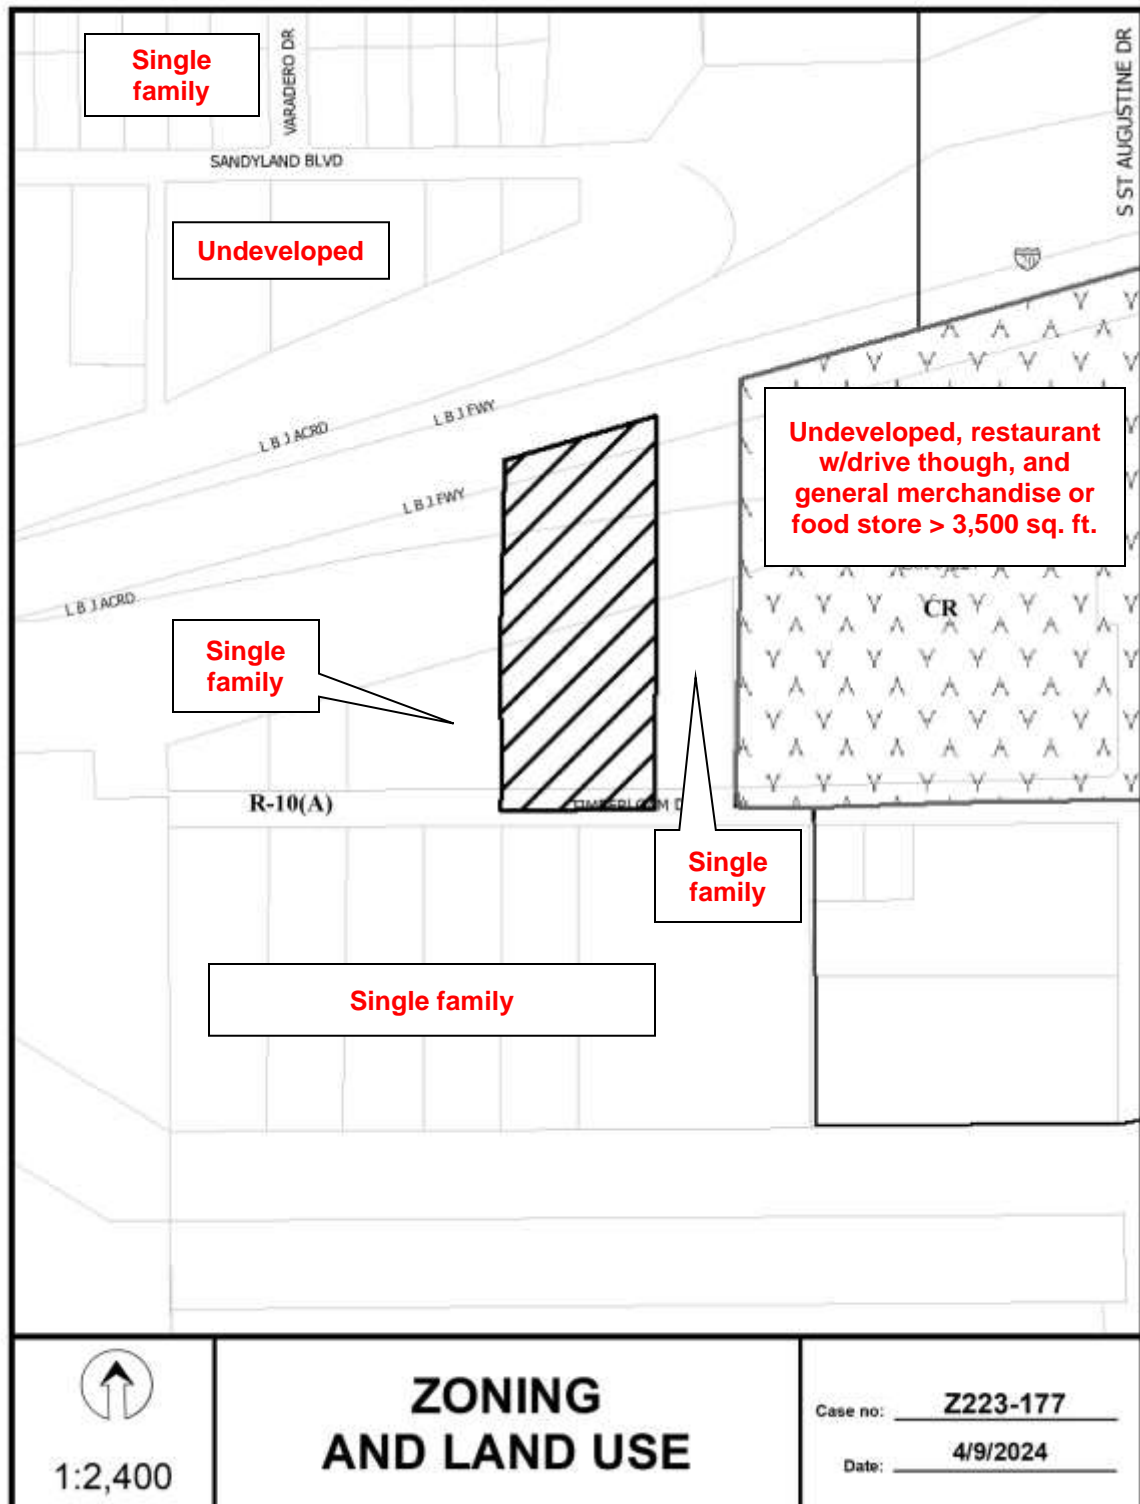 Single
family
VARADERO DR
S ST AUGUSTINE DR
SANDYLAND BLVD
Undeveloped
20
L B J ACRD
L B J FWY
L B J FWY
L B J ACRD
Undeveloped, restaurant
w/drive though, and
general merchandise or
food store > 3,500 sq. ft.
CR
Single
family
R-10(A)
Single
family
Single family
1:2,400
ZONING
AND LAND USE
Case no: Z223-177
Date: 4/9/2024